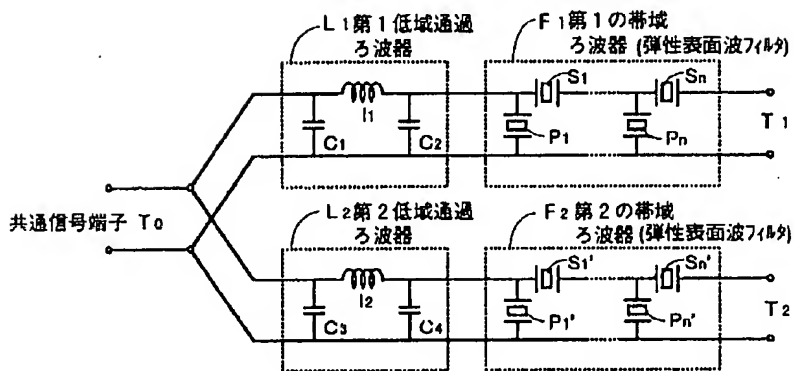 L1第1低域通過
ろ波器
F1第1の帯域
ろ波器(弾性表面波フィルタ)
S1
Sn
I1
C1
C2
P1
Pn
T1
共通信号端子 T0
L2第2低域通過
ろ波器
F2第2の帯域
ろ波器(弾性表面波フィルタ)
S1'
Sn'
I2
C3
C4
P1'
Pn'
T2